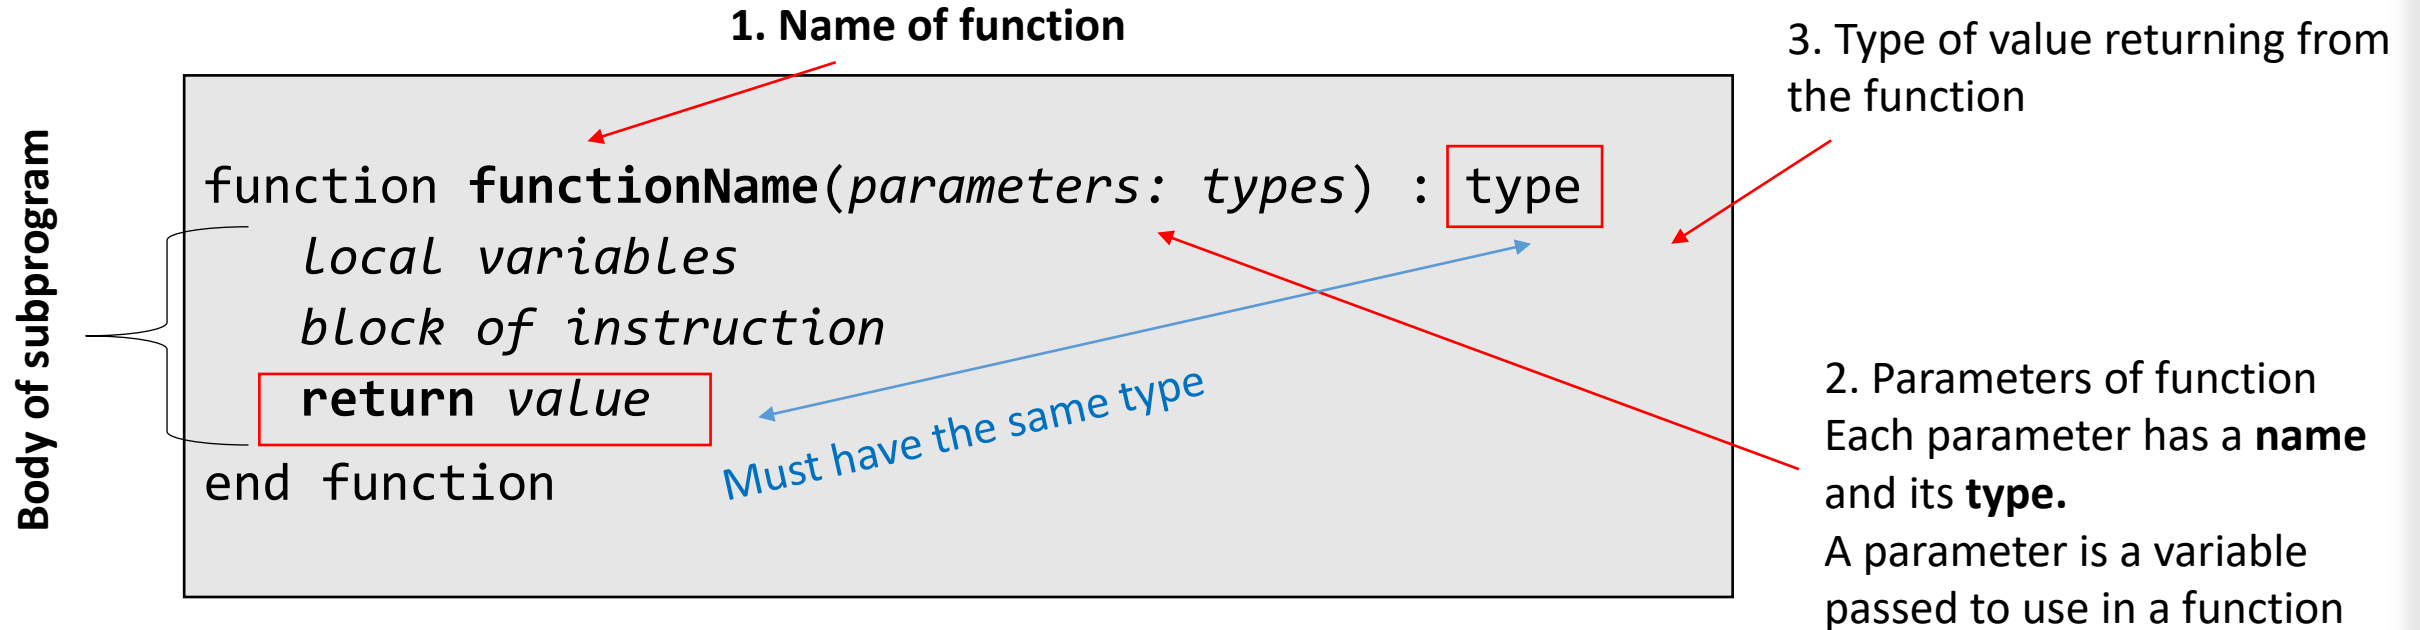 1. Name of function
3. Type of value returning from
the function
Body of subprogram
function functionName(parameters: types) : type
local variables
block of instruction
return value
end function
Must have the same type
2. Parameters of function
Each parameter has a name
and its type.
A parameter is a variable
passed to use in a function